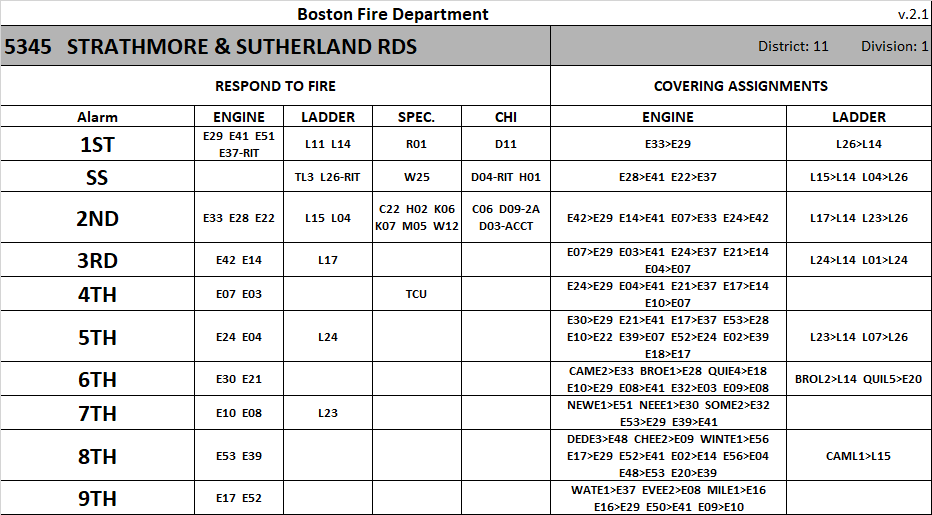 Boston Fire Department v.2.1
5345 STRATHMORE & SUTHERLAND RDS District: 11 Division: 1
RESPOND TO FIRE COVERING ASSIGNMENTS
Alarm ENGINE LADDER SPEC. CHI ENGINE LADDER
1ST E29 E41 E51 L11 L14 R01 D11 E33>E29 L26>L14
E37-RIT
SS TL3 L26-RIT W25 D04-RIT H01 E28>E41 E22>E37 L15>L14 L04>L26
2ND E33 E28 E22 L15 L04 C22 H02 K06 C06 D09-2A E42>E29 E14>E41 E07>E33 E24>E42 L17>L14 L23>L26
K07 M05 W12 D03-ACCT
3RD E42 E14 L17 E07>E29 E03>E41 E24>E37 E21>E14 L24>L14 L01>L24
E04>E07
4TH E07 E03 TCU E24>E29 E04>E41 E21>E37 E17>E14
E10>E07
5TH E24 E04 L24 E30>E29 E21>E41 E17>E37 E53>E28 L23>L14 L07>L26
E10>E22 E39>E07 E52>E24 E02>E39
E18>E17
6TH E30 E21 CAME2>E33 BROE1>E28 QUIE4>E18 BROL2>L14 QUIL5>E20
E10>E29 E08>E41 E32>E03 E09>E08
7TH E10 E08 L23 NEWE1>E51 NEEE1>E30 SOME2>E32
E53>E29 E39>E41
8TH E53 E39 DEDE3>E48 CHEE2>E09 WINTE1>E56 CAML1>L15
E17>E29 E52>E41 E02>E14 E56>E04
E48>E53 E20>E39
9TH E17 E52 WATE1>E37 EVEE2>E08 MILE1>E16
E16>E29 E50>E41 E09>E10